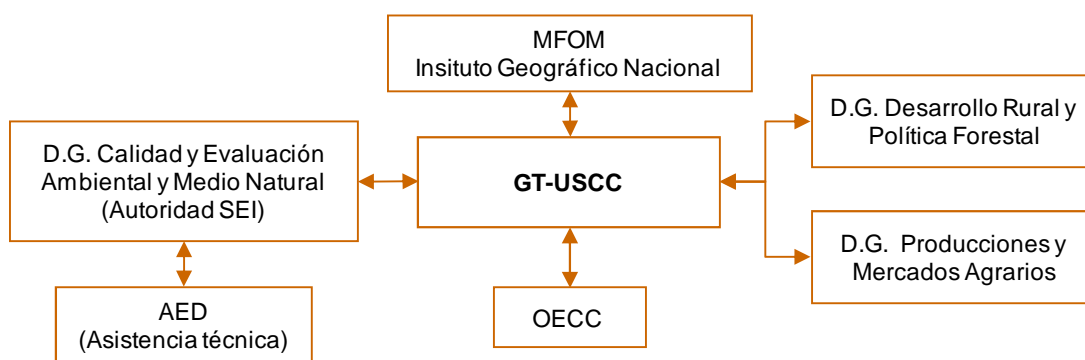 MFOM
Insituto Geográfico Nacional
D.G. Desarrollo Rural y
Política Forestal
D.G. Calidad y Evaluación
Ambiental y Medio Natural
(Autoridad SEI)
GT-USCC
D.G. Producciones y
Mercados Agrarios
AED
(Asistencia técnica)
OECC